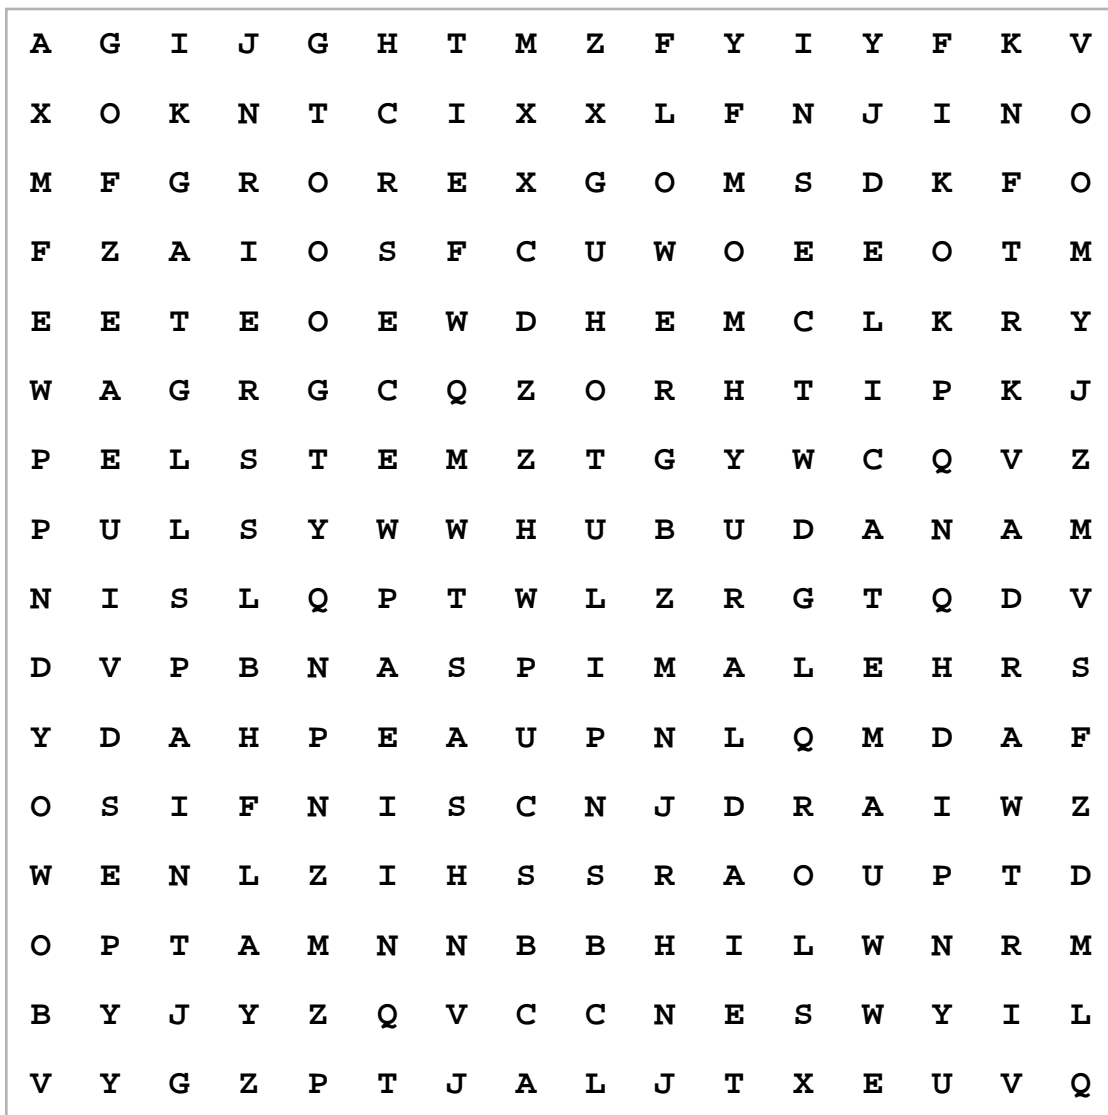 A G I J G H T M Z F Y I Y F K V
X O K N T C I X X L F N J I N O
M F G R O R E X G O M S D K F O
F Z A I O S F C U W O E E O T M
E E T E O E W D H E M C L K R Y
W A G R G C Q Z O R H T I P K J
P E L S T E M Z T G Y W C Q V Z
P U L S Y W W H U B U D A N A M
N I S L Q P T W L Z R G T Q D V
D V P B N A S P I M A L E H R S
Y D A H P E A U P N L Q M D A F
O S I F N I S C N J D R A I W Z
W E N L Z I H S S R A O U P T D
O P T A M N N B B H I L W N R M
B Y J Y Z Q V C C N E S W Y I L
V Y G Z P T J A L J T X E U V Q